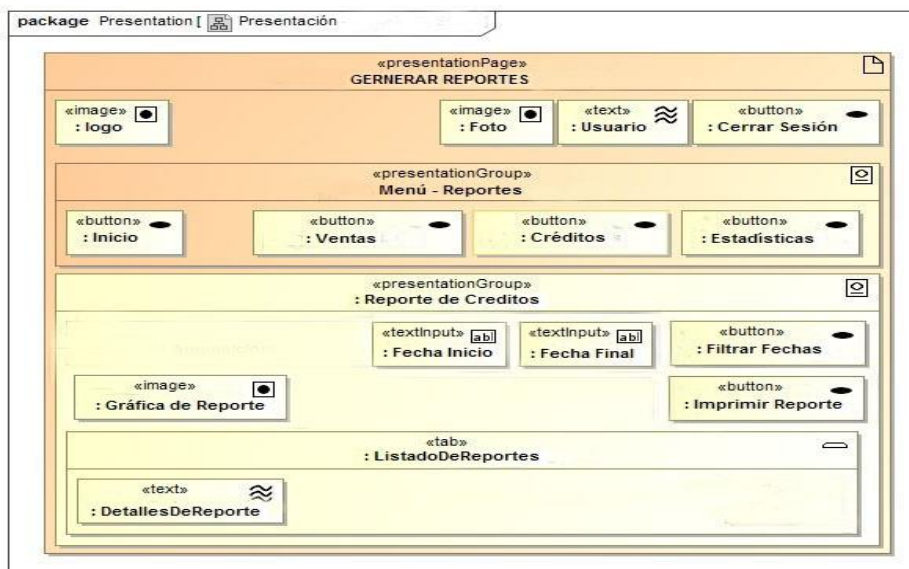 package Presentation [ Presentación
«presentationPage»
GERNERAR REPORTES
«image»
: logo
«image»
: Foto
«text»
: Usuario
«button»
: Cerrar Sesión
«presentationGroup»
Menú - Reportes
«button»
: Inicio
«button»
: Ventas
«button»
: Créditos
«button»
: Estadísticas
«presentationGroup»
: Reporte de Creditos
«textInput»
abl
: Fecha Inicio
«textInput»
abl
: Fecha Final
«button»
: Filtrar Fechas
«image»
: Gráfica de Reporte
«button»
: Imprimir Reporte
«tab»
: ListadoDeReportes
«text»
: DetallesDeReporte